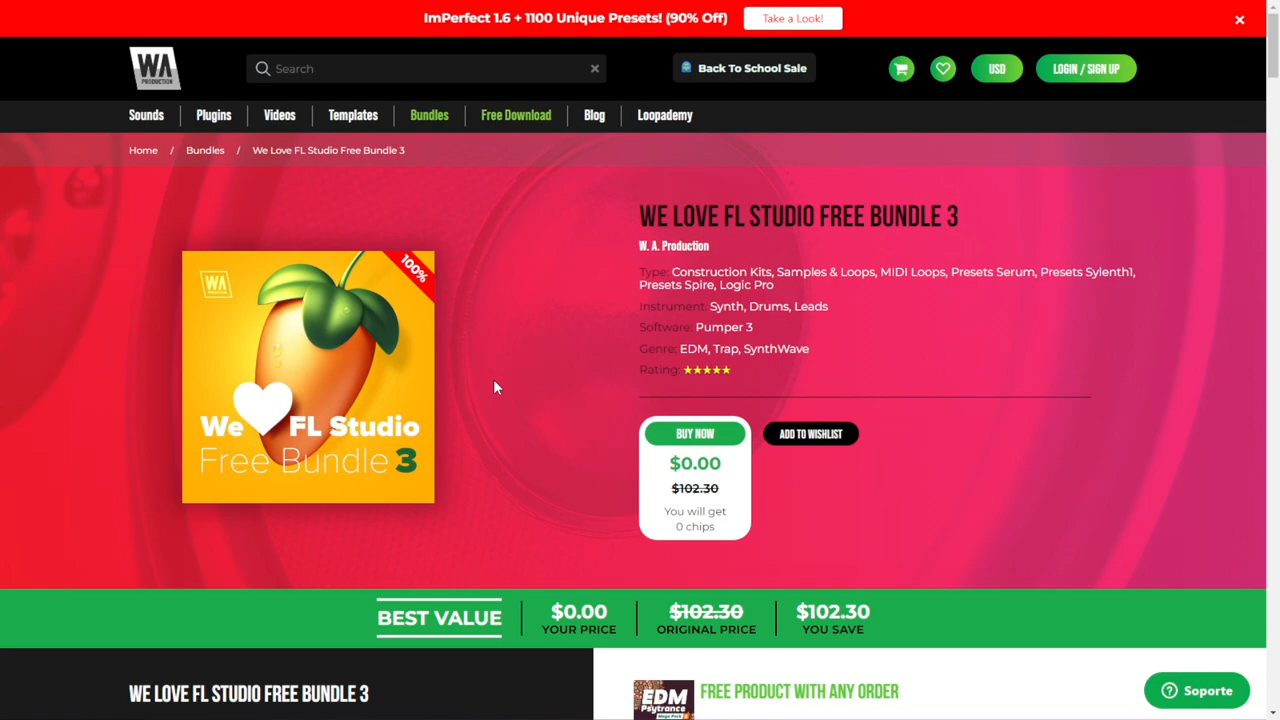 ImPerfect 1.6 + 1100 Unique Presets! (90% Off)
Take a Look!
WA
PRODUCTION
Search
Back To School Sale
USD
LOGIN / SIGN UP
Sounds
Plugins
Videos
Templates
Bundles
Free Download
Blog
Loopademy
Home / Bundles / We Love FL Studio Free Bundle 3
WA
100%
We FL Studio
Free Bundle 3
WE LOVE FL STUDIO FREE BUNDLE 3
W. A. Production
Type: Construction Kits, Samples & Loops, MIDI Loops, Presets Serum, Presets Sylenth1,
Presets Spire, Logic Pro
Instrument: Synth, Drums, Leads
Software: Pumper 3
Genre: EDM, Trap, SynthWave
Rating: ★★★★★
BUY NOW
$0.00
$102.30
You will get
0 chips
ADD TO WISHLIST
BEST VALUE
$0.00
YOUR PRICE
$102.30
ORIGINAL PRICE
$102.30
YOU SAVE
WE LOVE FL STUDIO FREE BUNDLE 3
EDM
Psytrance
Mega Pack
FREE PRODUCT WITH ANY ORDER
Soporte